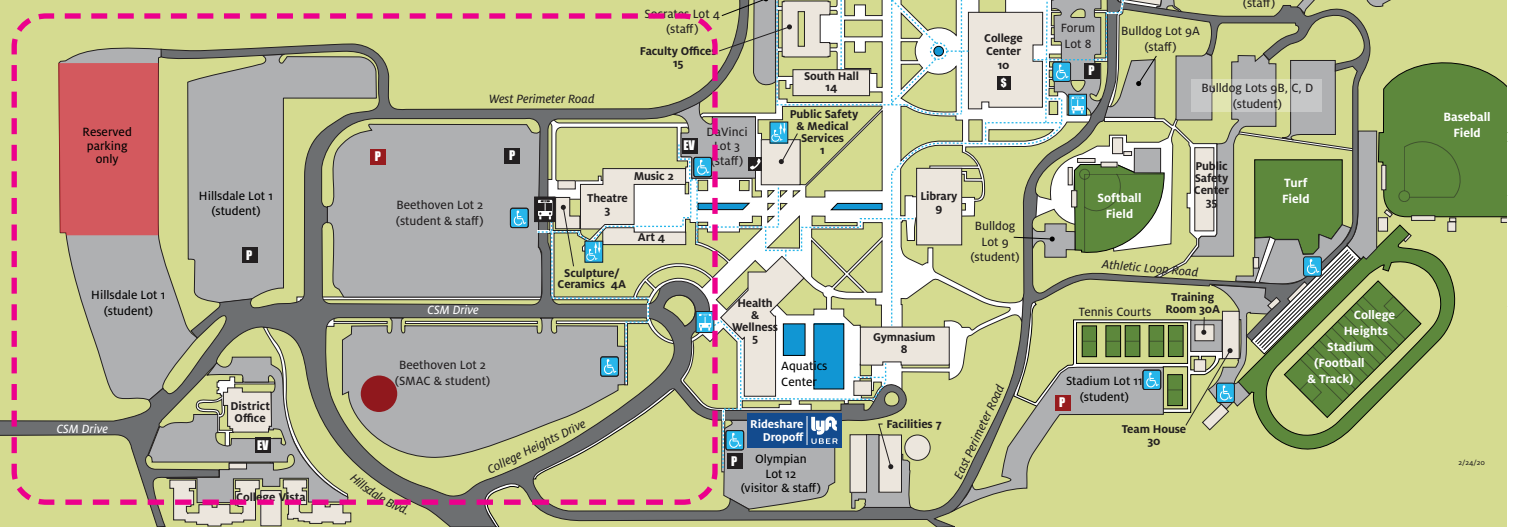 Socrates Lot 4
(staff)
Faculty Offices
15
South Hall
14
College
Center
10
$
Forum
Lot 8
P
Bulldog Lot 9A
(staff)
(staff)
Bulldog Lots 9B, C, D
(student)
Baseball
Field
West Perimeter Road
Reserved
parking
only
Hillsdale Lot 1
(student)
P
Hillsdale Lot 1
(student)
P
P
Beethoven Lot 2
(student & staff)
EV
DaVinci
Lot 3
(staff)
Public Safety
& Medical
Services
1
Music 2
Theatre
3
Art 4
Sculpture/
Ceramics 4A
Library
9
Bulldog
Lot 9
(student)
Softball
Field
Public
Safety
Center
35
Turf
Field
Athletic Loop Road
CSM Drive
Health
&
Wellness
5
Aquatics
Center
Gymnasium
8
Tennis Courts
Training
Room 30A
College
Heights
Stadium
(Football
& Track)
Beethoven Lot 2
(SMAC & student)
Stadium Lot 11
(student)
P
Team House
30
District
Office
EV
CSM Drive
College Vista
Hillsdale Blvd.
College Heights Drive
Rideshare
Dropoff
lyft
UBER
P
Olympian
Lot 12
(visitor & staff)
Facilities 7
East Perimeter Road
2/24/20